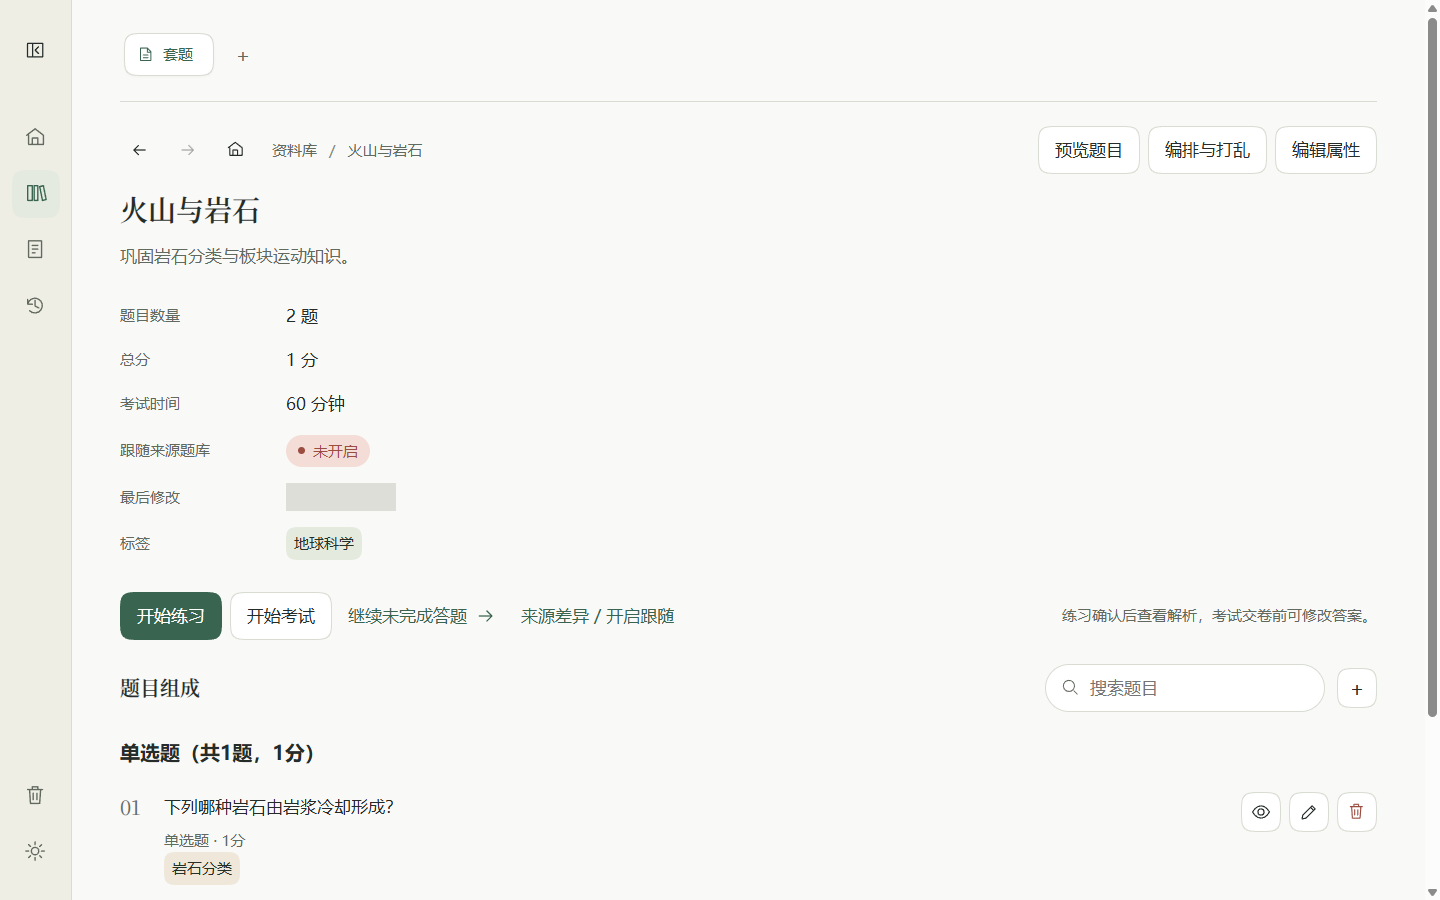 套题 +
资料库 / 火山与岩石
预览题目
编排与打乱
编辑属性
火山与岩石
巩固岩石分类与板块运动知识。
题目数量 2 题
总分 1 分
考试时间 60 分钟
跟随来源题库 未开启
最后修改
标签 地球科学
开始练习
开始考试
继续未完成答题 →
来源差异 / 开启跟随
练习确认后查看解析，考试交卷前可修改答案。
题目组成
搜索题目
+
单选题（共1题，1分）
01 下列哪种岩石由岩浆冷却形成？
单选题 · 1分
岩石分类